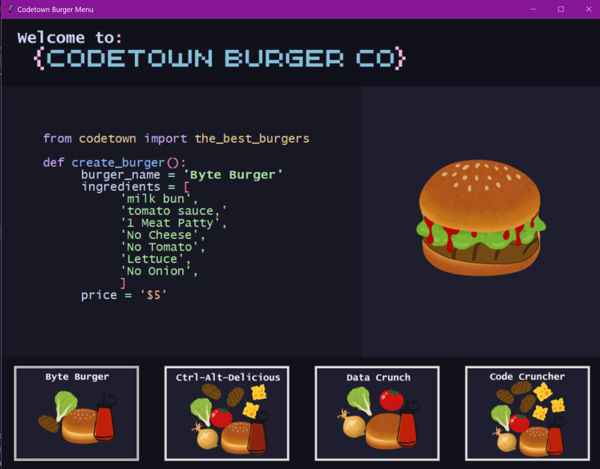 Codetown Burger Menu
Welcome to:
{CODETOWN BURGER CO}
from codetown import the_best_burgers
def create_burger():
burger_name = 'Byte Burger'
ingredients = [
'milk bun',
'tomato sauce,'
'1 Meat Patty',
'No Cheese',
'No Tomato',
'Lettuce',
'No Onion',
]
price = '$5'
Byte Burger
Ctrl-Alt-Delicious
Data Crunch
Code Cruncher